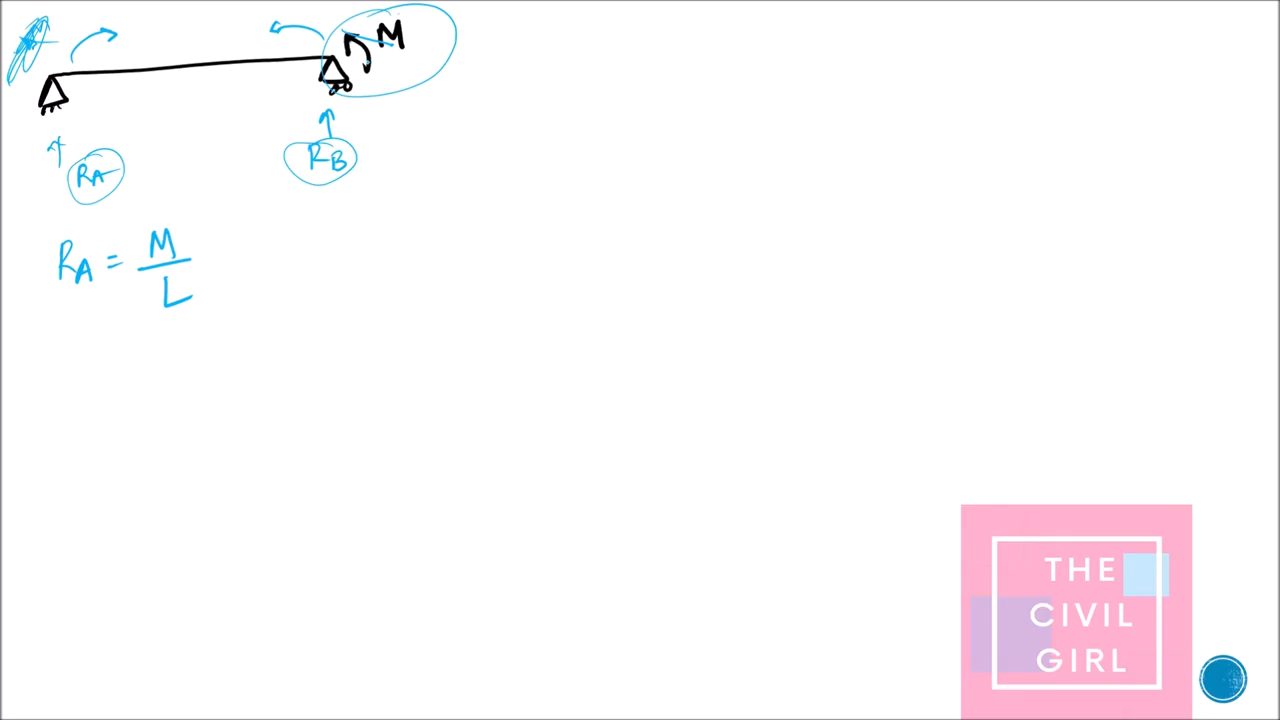 M
RA
RB
RA = M/L
THE
CIVIL
GIRL